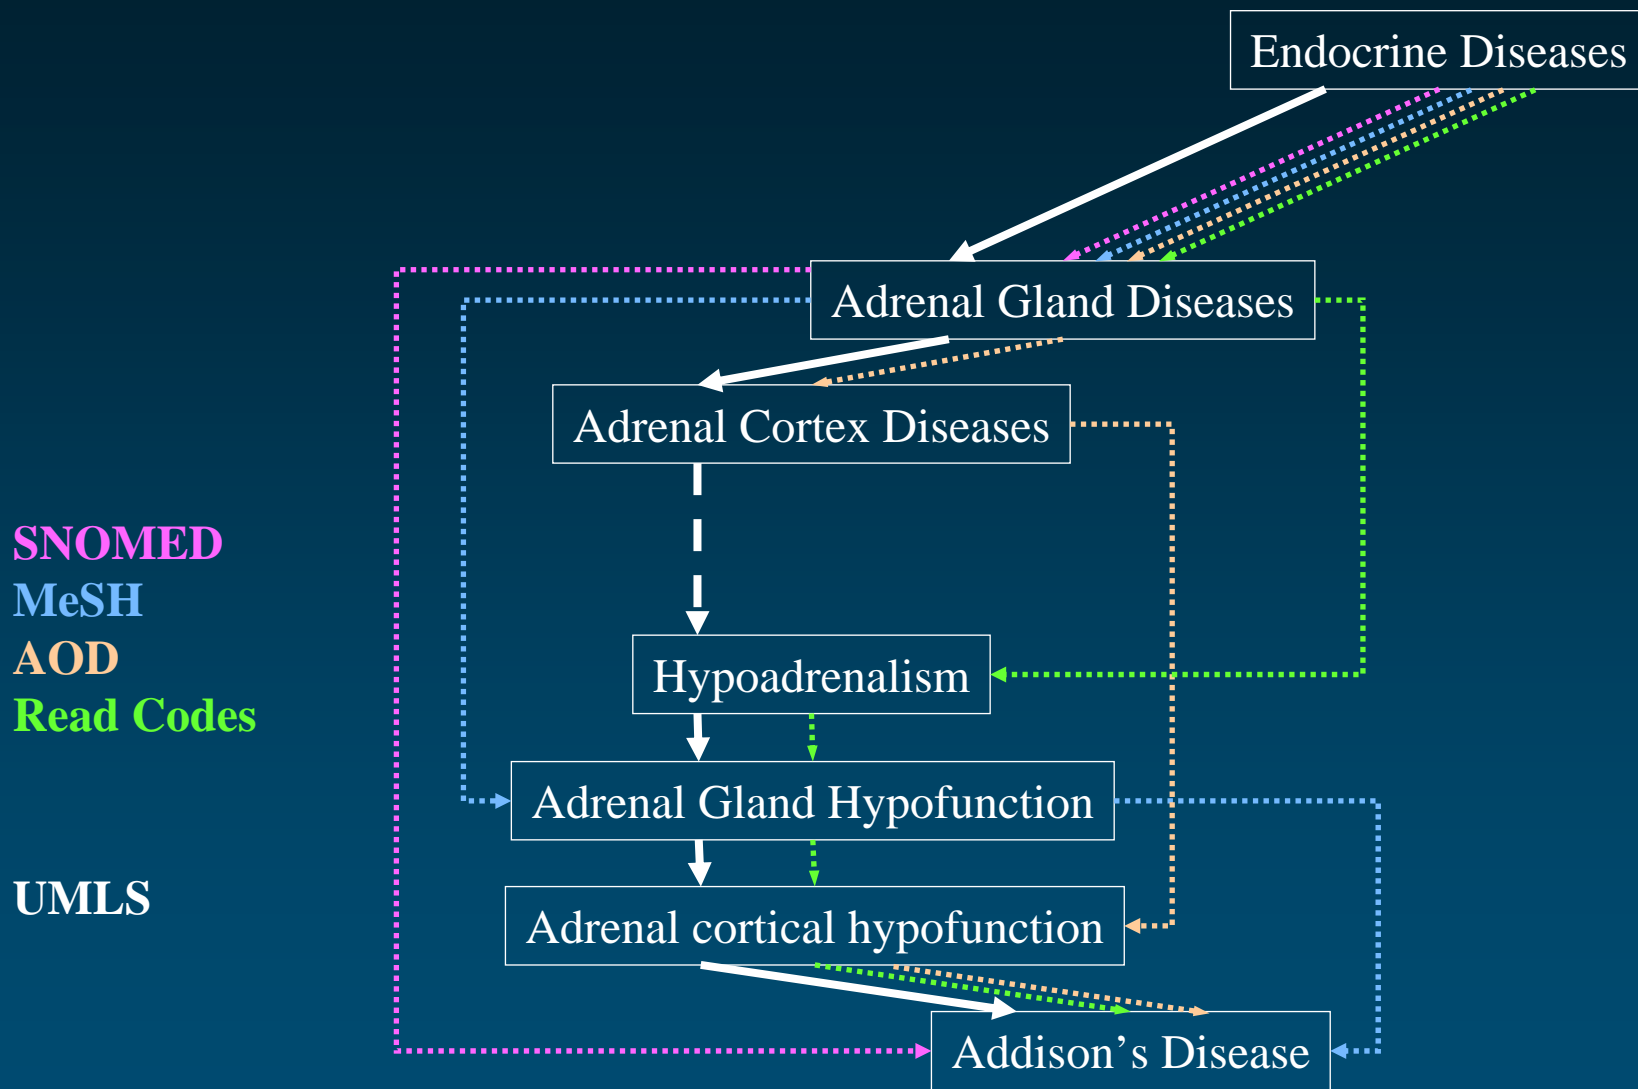 Endocrine Diseases
Adrenal Gland Diseases
Adrenal Cortex Diseases
SNOMED
MeSH
AOD
Read Codes
Hypoadrenalism
Adrenal Gland Hypofunction
UMLS
Adrenal cortical hypofunction
Addison’s Disease